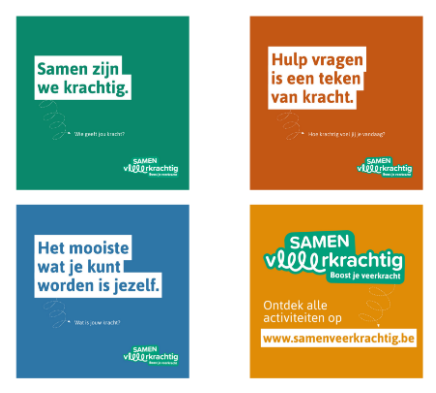 Samen zijn
we krachtig.
Wie geeft jou kracht?
SAMEN
veerkrachtig
Boost je veerkracht
Hulp vragen
is een teken
van kracht.
Hoe krachtig voel jij je vandaag?
SAMEN
veerkrachtig
Boost je veerkracht
Het mooiste
wat je kunt
worden is jezelf.
Wat is jouw kracht?
SAMEN
veerkrachtig
Boost je veerkracht
SAMEN
veerkrachtig
Boost je veerkracht
Ontdek alle
activiteiten op
www.samenveerkrachtig.be